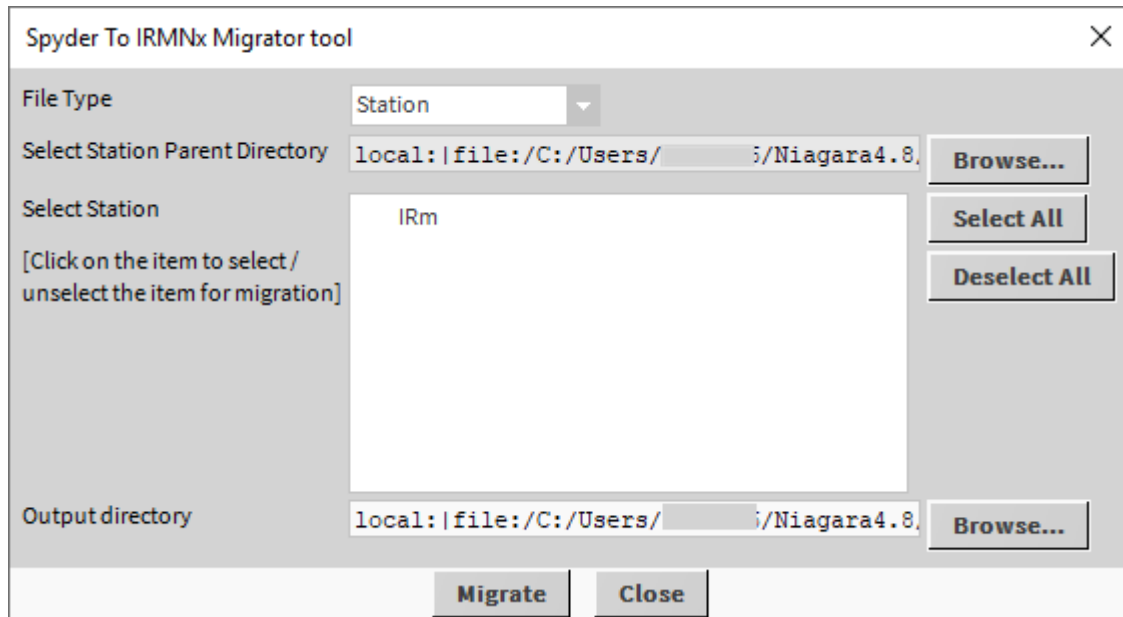 Spyder To IRMNx Migrator tool
File Type
Station
Select Station Parent Directory
local:|file:/C:/Users/ 5/Niagara4.8/
Browse...
Select Station
IRm
Select All
[Click on the item to select /
unselect the item for migration]
Deselect All
Output directory
local:|file:/C:/Users/ /Niagara4.8/
Browse...
Migrate
Close